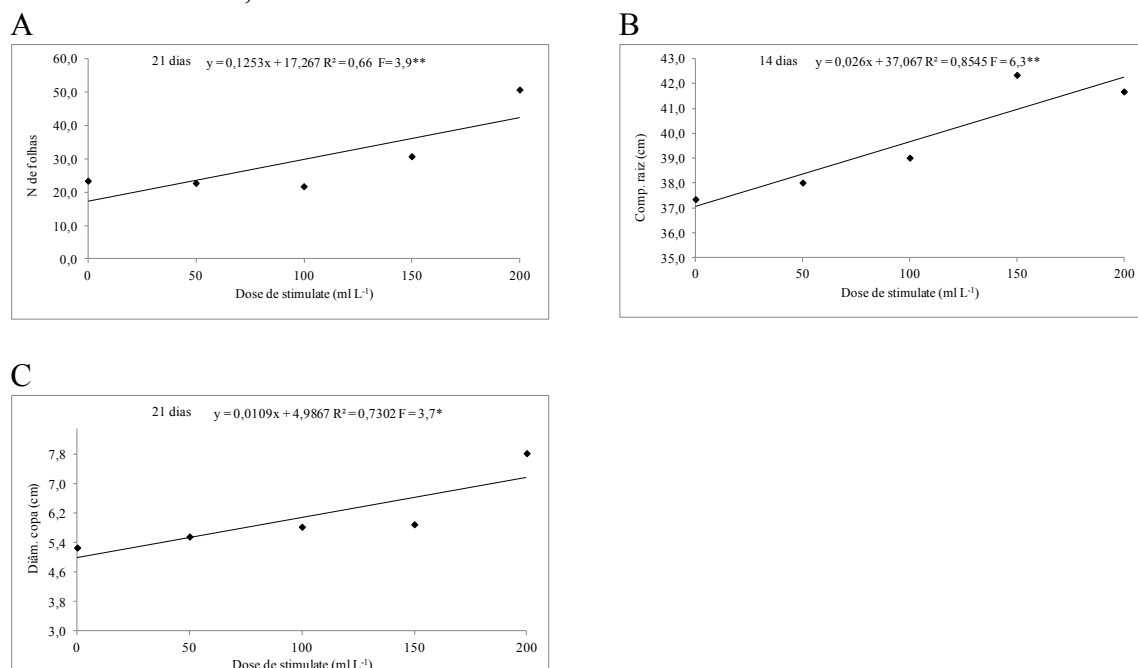 A
21 dias y = 0,1253x + 17,267 R² = 0,66 F= 3,9**
60,0
50,0
40,0
30,0
20,0
10,0
0,0
N de folhas
0 50 100 150 200
Dose de stimulate (ml L⁻¹)
B
14 dias y = 0,026x + 37,067 R² = 0,8545 F = 6,3**
43,0
42,0
41,0
40,0
39,0
38,0
37,0
36,0
35,0
Comp. raiz (cm)
0 50 100 150 200
Dose de stimulate (ml L⁻¹)
C
21 dias y = 0,0109x + 4,9867 R² = 0,7302 F = 3,7*
7,8
7,0
6,2
5,4
4,6
3,8
3,0
Diâm. copa (cm)
0 50 100 150 200
Dose de stimulate (ml L⁻¹)